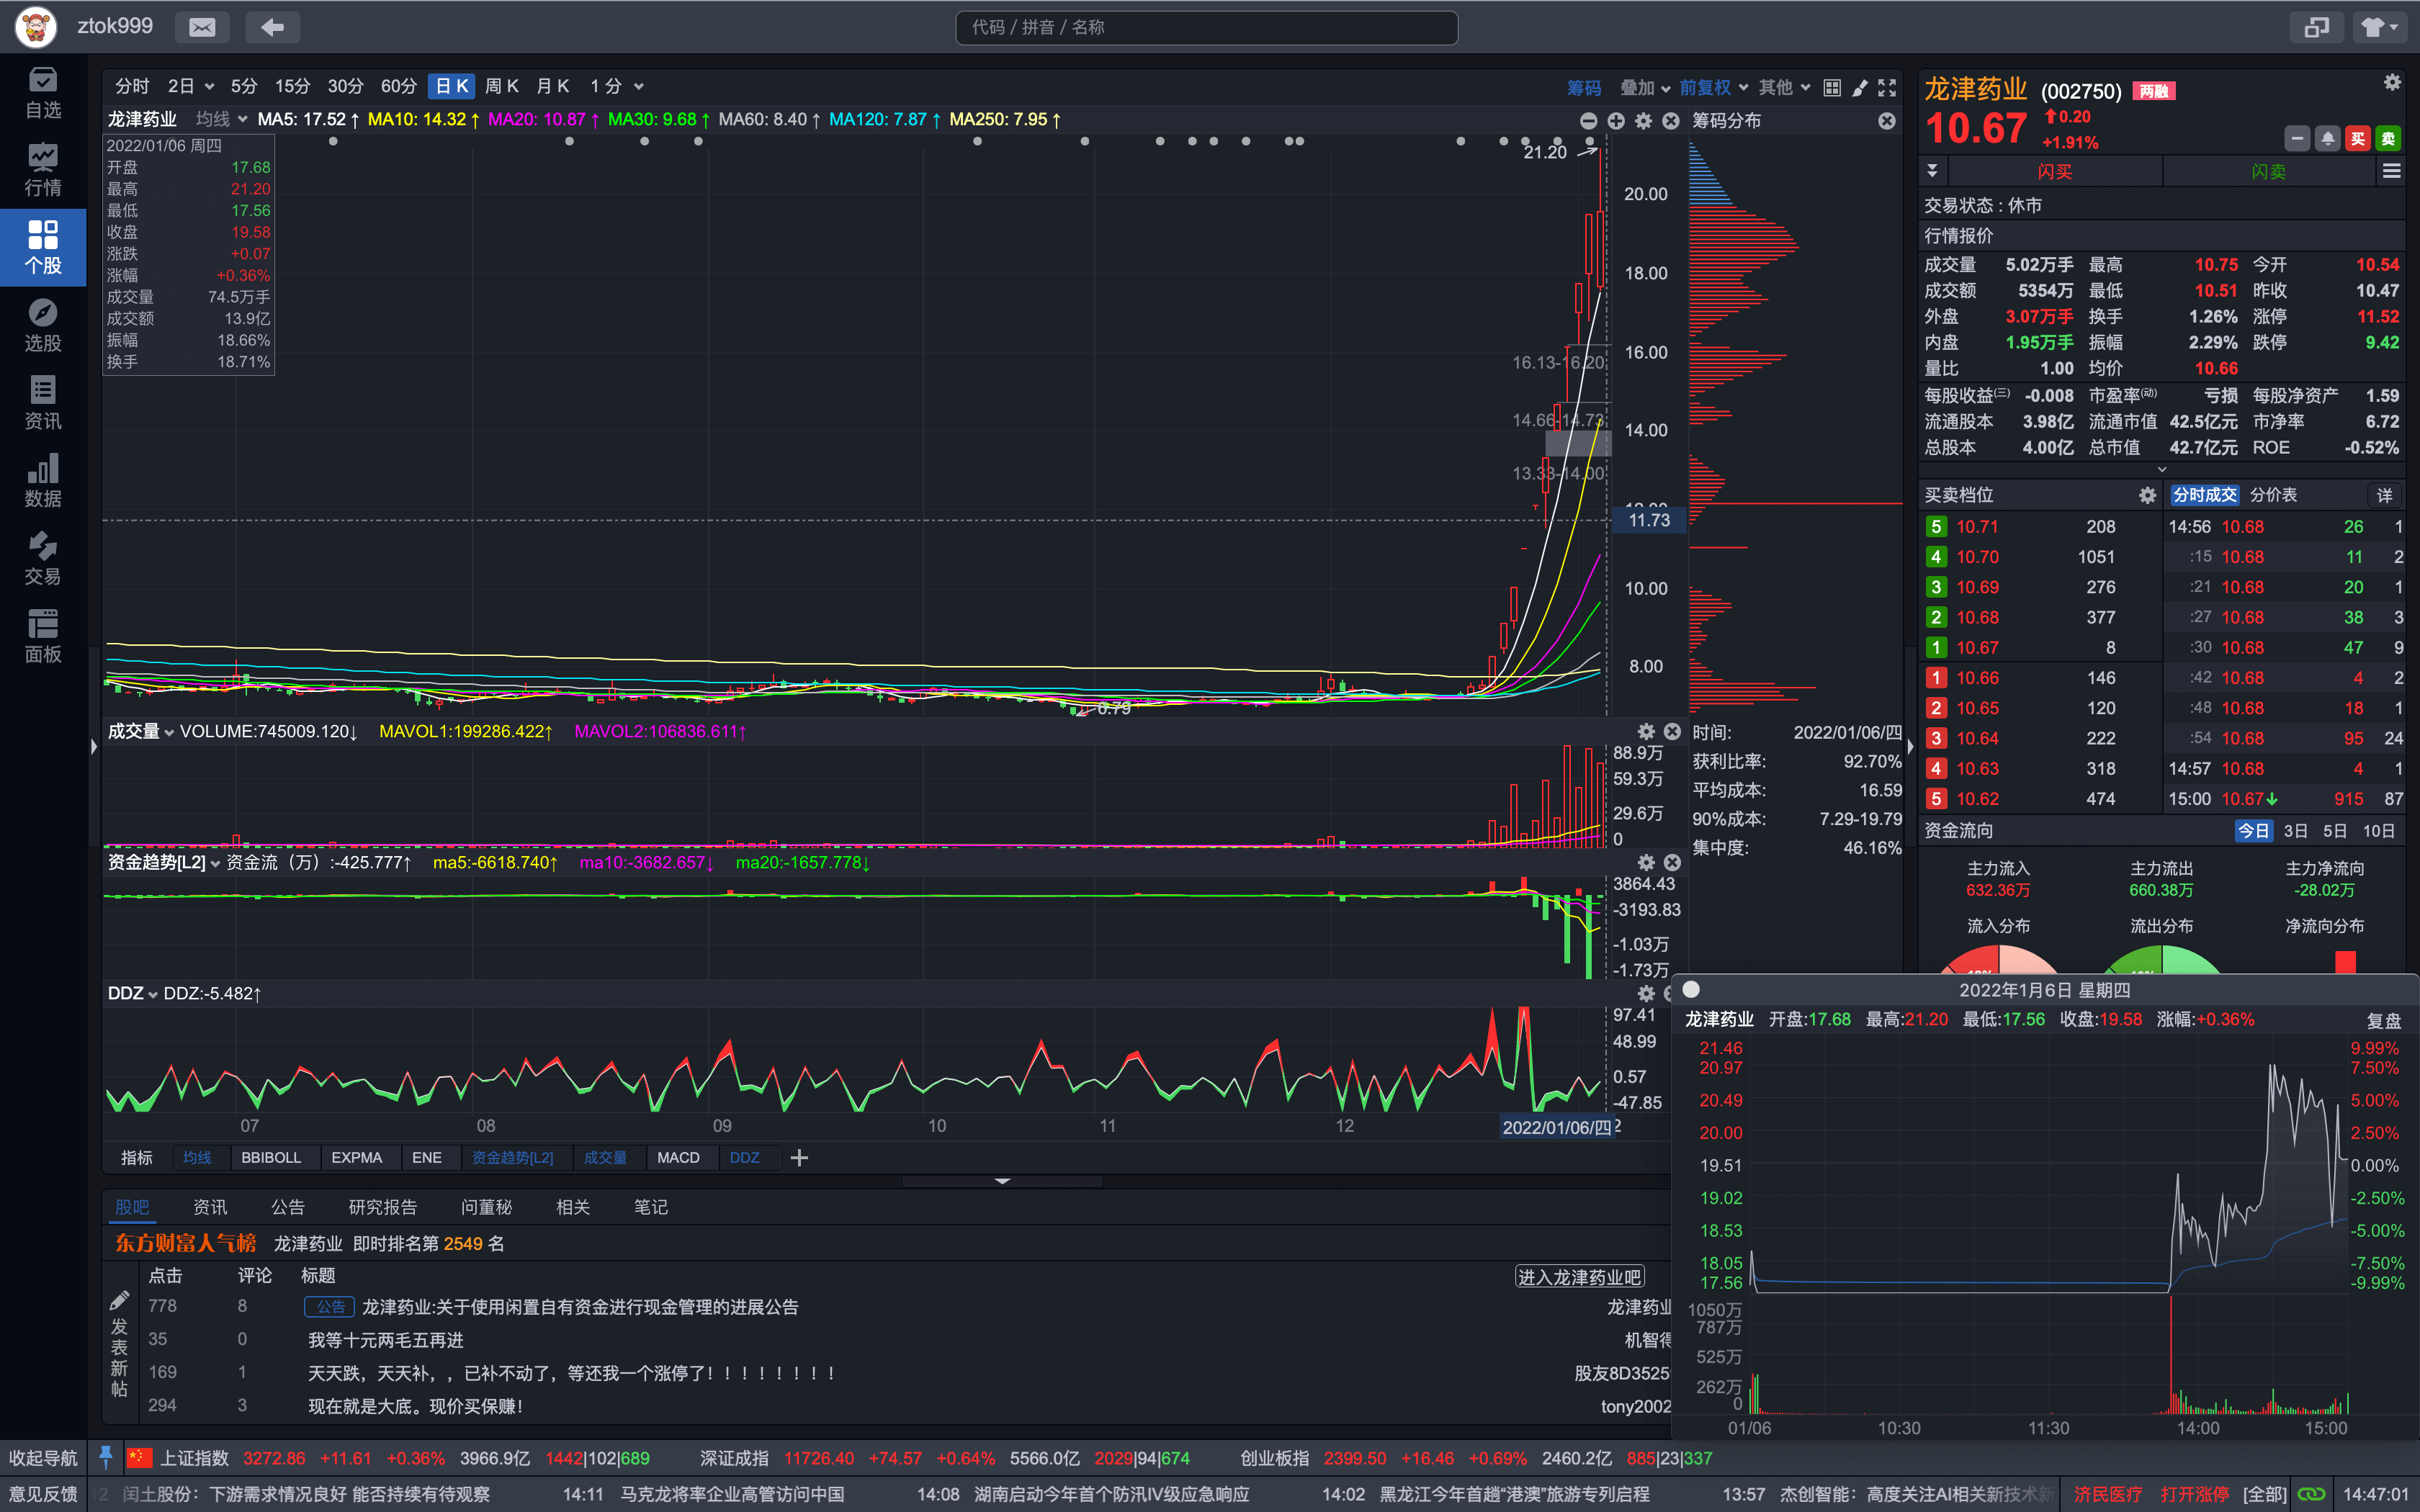 ztok999
代码 / 拼音 / 名称
自选
行情
个股
选股
资讯
数据
交易
面板
分时 2日 5分 15分 30分 60分 日K 周K 月K 1分
筹码 叠加 前复权 其他
龙津药业 均线 MA5: 17.52↑ MA10: 14.32↑ MA20: 10.87↑ MA30: 9.68↑ MA60: 8.40↑ MA120: 7.87↑ MA250: 7.95↑
筹码分布
2022/01/06 周四
开盘 17.68
最高 21.20
最低 17.56
收盘 19.58
涨跌 +0.07
涨幅 +0.36%
成交量 74.5万手
成交额 13.9亿
振幅 18.66%
换手 18.71%
21.20
20.00
18.00
16.00
16.13-16.20
14.66-14.73
14.00
13.33-14.00
11.73
10.00
8.00
6.79
成交量 VOLUME:745009.120↓ MAVOL1:199286.422↑ MAVOL2:106836.611↑
88.9万
59.3万
29.6万
0
时间: 2022/01/06/四
获利比率: 92.70%
平均成本: 16.59
90%成本: 7.29-19.79
集中度: 46.16%
资金趋势[L2] 资金流（万）:-425.777↑ ma5:-6618.740↑ ma10:-3682.657↓ ma20:-1657.778↓
3864.43
-3193.83
-1.03万
-1.73万
DDZ DDZ:-5.482↑
97.41
48.99
0.57
-47.85
07 08 09 10 11 12 2022/01/06/四
指标 均线 BBIBOLL EXPMA ENE 资金趋势[L2] 成交量 MACD DDZ
股吧 资讯 公告 研究报告 问董秘 相关 笔记
东方财富人气榜 龙津药业 即时排名第 2549 名
点击 评论 标题 进入龙津药业吧
发表新帖
778 8 公告 龙津药业:关于使用闲置自有资金进行现金管理的进展公告 龙津药业
35 0 我等十元两毛五再进 机智得
169 1 天天跌，天天补，，已补不动了，等还我一个涨停了！！！！！！！！ 股友8D3525
294 3 现在就是大底。现价买保赚！ tony2002
龙津药业 (002750) 两融
10.67 0.20
+1.91%
买 卖
闪买 闪卖
交易状态 : 休市
行情报价
成交量 5.02万手 最高 10.75 今开 10.54
成交额 5354万 最低 10.51 昨收 10.47
外盘 3.07万手 换手 1.26% 涨停 11.52
内盘 1.95万手 振幅 2.29% 跌停 9.42
量比 1.00 均价 10.66
每股收益(三) -0.008 市盈率(动) 亏损 每股净资产 1.59
流通股本 3.98亿 流通市值 42.5亿元 市净率 6.72
总股本 4.00亿 总市值 42.7亿元 ROE -0.52%
买卖档位 分时成交 分价表 详
5 10.71 208 14:56 10.68 26 1
4 10.70 1051 :15 10.68 11 2
3 10.69 276 :21 10.68 20 1
2 10.68 377 :27 10.68 38 3
1 10.67 8 :30 10.68 47 9
1 10.66 146 :42 10.68 4 2
2 10.65 120 :48 10.68 18 1
3 10.64 222 :54 10.68 95 24
4 10.63 318 14:57 10.68 4 1
5 10.62 474 15:00 10.67↓ 915 87
资金流向 今日 3日 5日 10日
主力流入 主力流出 主力净流向
632.36万 660.38万 -28.02万
流入分布 流出分布 净流向分布
2022年1月6日 星期四
龙津药业 开盘:17.68 最高:21.20 最低:17.56 收盘:19.58 涨幅:+0.36% 复盘
21.46 9.99%
20.97 7.50%
20.49 5.00%
20.00 2.50%
19.51 0.00%
19.02 -2.50%
18.53 -5.00%
18.05 -7.50%
17.56 -9.99%
1050万
787万
525万
262万
0
01/06 10:30 11:30 14:00 15:00
收起导航 上证指数 3272.86 +11.61 +0.36% 3966.9亿 1442|102|689 深证成指 11726.40 +74.57 +0.64% 5566.0亿 2029|94|674 创业板指 2399.50 +16.46 +0.69% 2460.2亿 885|23|337
意见反馈 12 闰土股份：下游需求情况良好 能否持续有待观察 14:11 马克龙将率企业高管访问中国 14:08 湖南启动今年首个防汛Ⅳ级应急响应 14:02 黑龙江今年首趟“港澳”旅游专列启程 13:57 杰创智能：高度关注AI相关新技术 济民医疗 打开涨停 [全部] 14:47:01